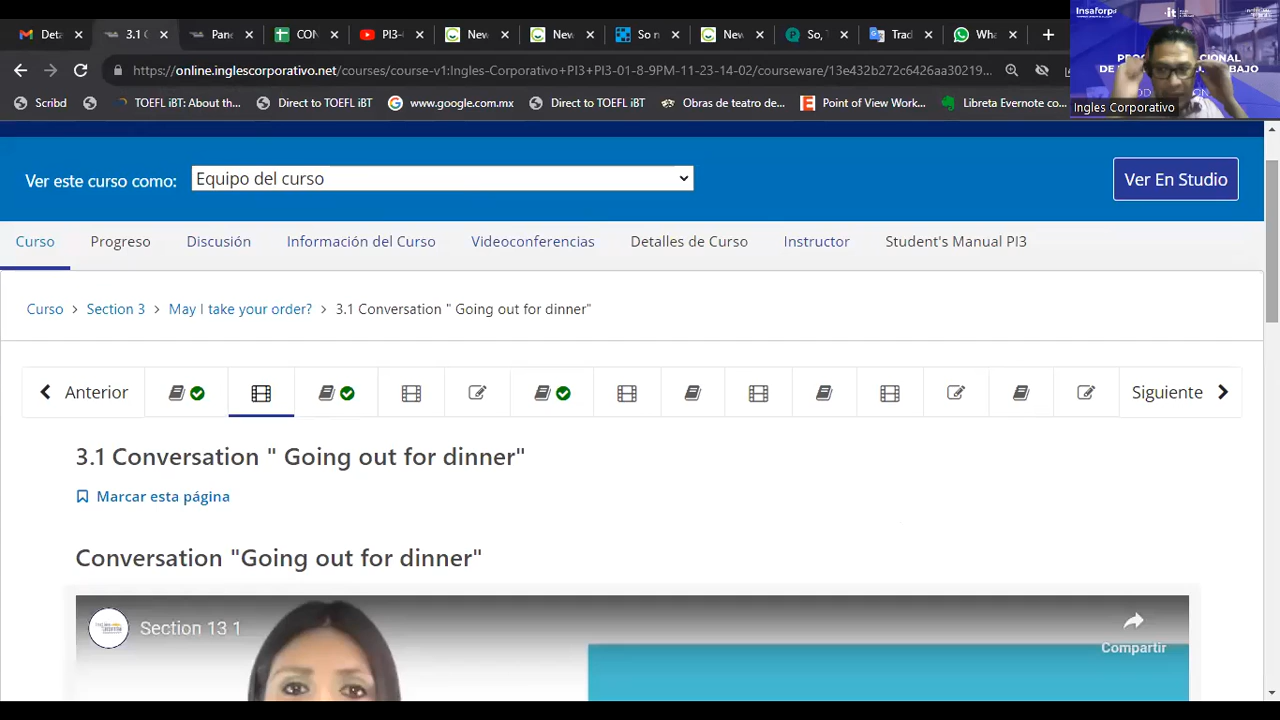 Deta
3.1 C
Panc
CON
PI3-
New
New
So n
New
So, T
Trad
Wha
https://online.inglescorporativo.net/courses/course-v1:Ingles-Corporativo+PI3+PI3-01-8-9PM-11-23-14-02/courseware/13e432b272c6426aa30219...
Scribd
TOEFL iBT: About th...
Direct to TOEFL iBT
www.google.com.mx
Direct to TOEFL iBT
Obras de teatro de...
Point of View Work...
Libreta Evernote co...
Insaforp
Ingles Corporativo
Ver este curso como:
Equipo del curso
Ver En Studio
Curso
Progreso
Discusión
Información del Curso
Videoconferencias
Detalles de Curso
Instructor
Student's Manual PI3
Curso > Section 3 > May I take your order? > 3.1 Conversation " Going out for dinner"
Anterior
Siguiente
3.1 Conversation " Going out for dinner"
Marcar esta página
Conversation "Going out for dinner"
Section 13 1
Compartir